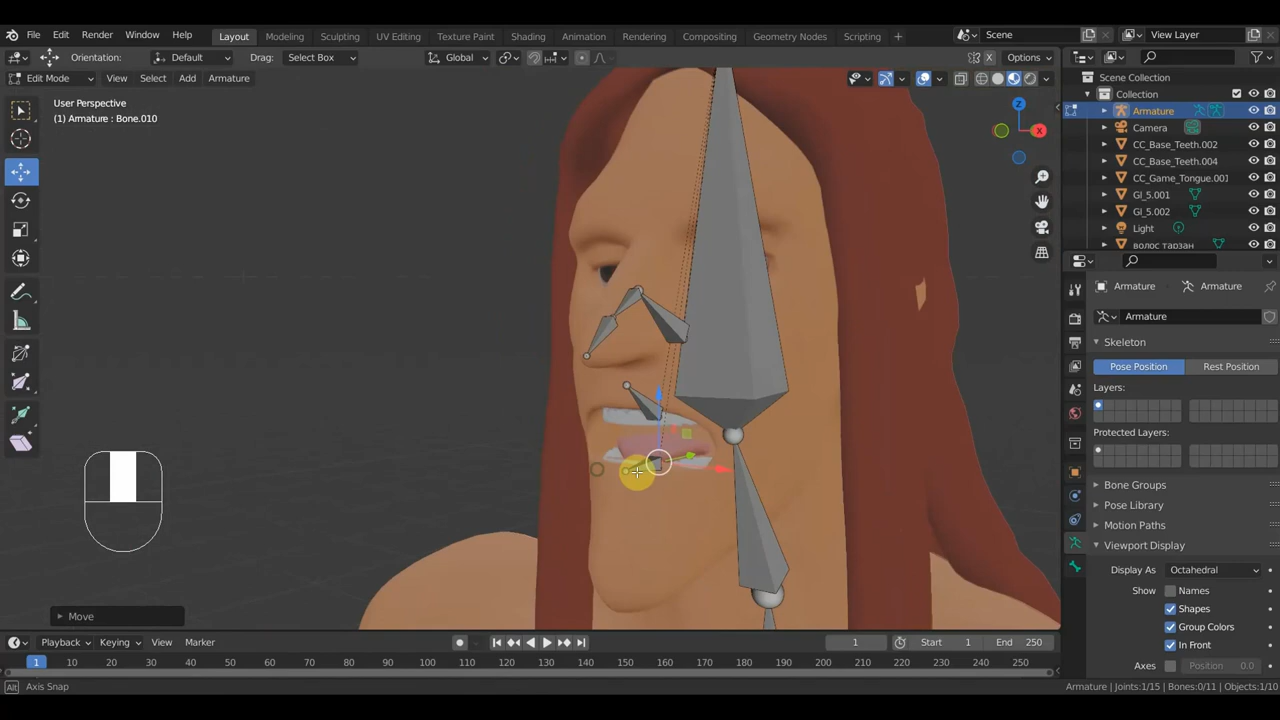 File Edit Render Window Help Layout Modeling Sculpting UV Editing Texture Paint Shading Animation Rendering Compositing Geometry Nodes Scripting + Scene View Layer
Orientation: Default Drag: Select Box Global Options
Edit Mode View Select Add Armature
User Perspective
(1) Armature : Bone.010
Z
X
Scene Collection
Collection
Armature
Camera
CC_Base_Teeth.002
CC_Base_Teeth.004
CC_Game_Tongue.001
GI_5.001
GI_5.002
Light
волос тарзан
Armature Armature
Armature
Skeleton
Pose Position Rest Position
Layers:
Protected Layers:
Bone Groups
Pose Library
Motion Paths
Viewport Display
Display As Octahedral
Show Names
Shapes
Group Colors
In Front
Axes Position 0.0
Move
Playback Keying View Marker 1 Start 1 End 250
1 10 20 30 40 50 60 70 80 90 100 110 120 130 140 150 160 170 180 190 200 210 220 230 240 250
Alt Axis Snap Armature | Joints:1/15 | Bones:0/11 | Objects:1/10